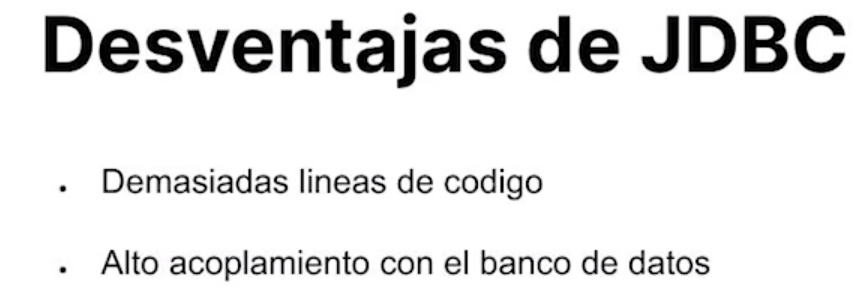 Desventajas de JDBC
• Demasiadas lineas de codigo
• Alto acoplamiento con el banco de datos